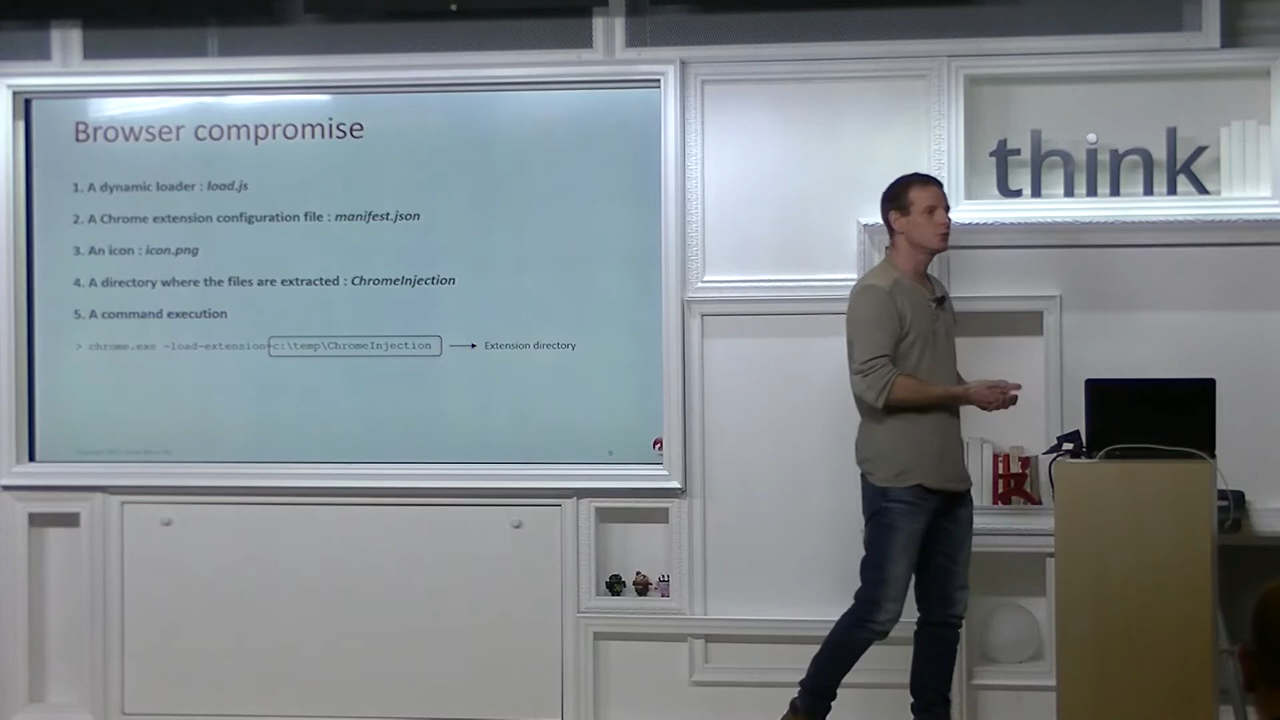 Browser compromise
1. A dynamic loader : load.js
2. A Chrome extension configuration file : manifest.json
3. An icon : icon.png
4. A directory where the files are extracted : ChromeInjection
5. A command execution
> chrome.exe -load-extension=c:\temp\ChromeInjection Extension directory
think